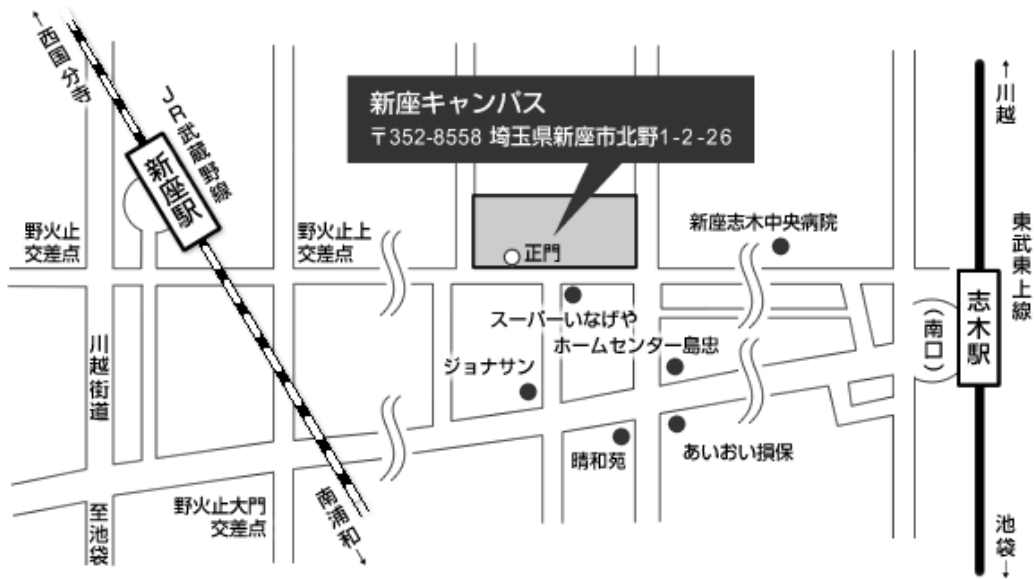 ←西国分寺
JR武蔵野線
新座駅
新座キャンパス
〒352-8558 埼玉県新座市北野1-2-26
←川越
東武東上線
野火止
交差点
野火止上
交差点
正門
新座志木中央病院
志木駅
(南口)
スーパーいなげや
ホームセンター島忠
ジョナサン
川越街道
晴和苑
あいおい損保
野火止大門
交差点
南浦和→
至池袋
池袋→